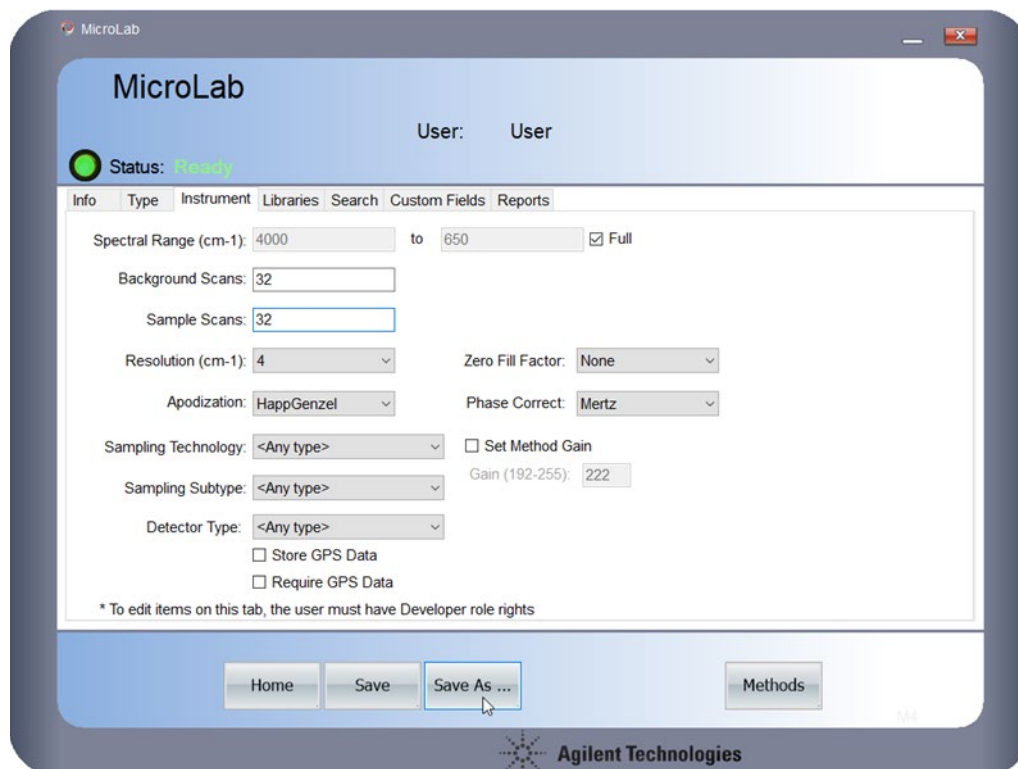 MicroLab
MicroLab
User: User
Status: Ready
Info Type Instrument Libraries Search Custom Fields Reports
Spectral Range (cm-1): 4000 to 650 Full
Background Scans: 32
Sample Scans: 32
Resolution (cm-1): 4 Zero Fill Factor: None
Apodization: HappGenzel Phase Correct: Mertz
Sampling Technology: <Any type> Set Method Gain
Gain (192-255): 222
Sampling Subtype: <Any type>
Detector Type: <Any type>
Store GPS Data
Require GPS Data
* To edit items on this tab, the user must have Developer role rights
Home Save Save As ... Methods
M4
Agilent Technologies